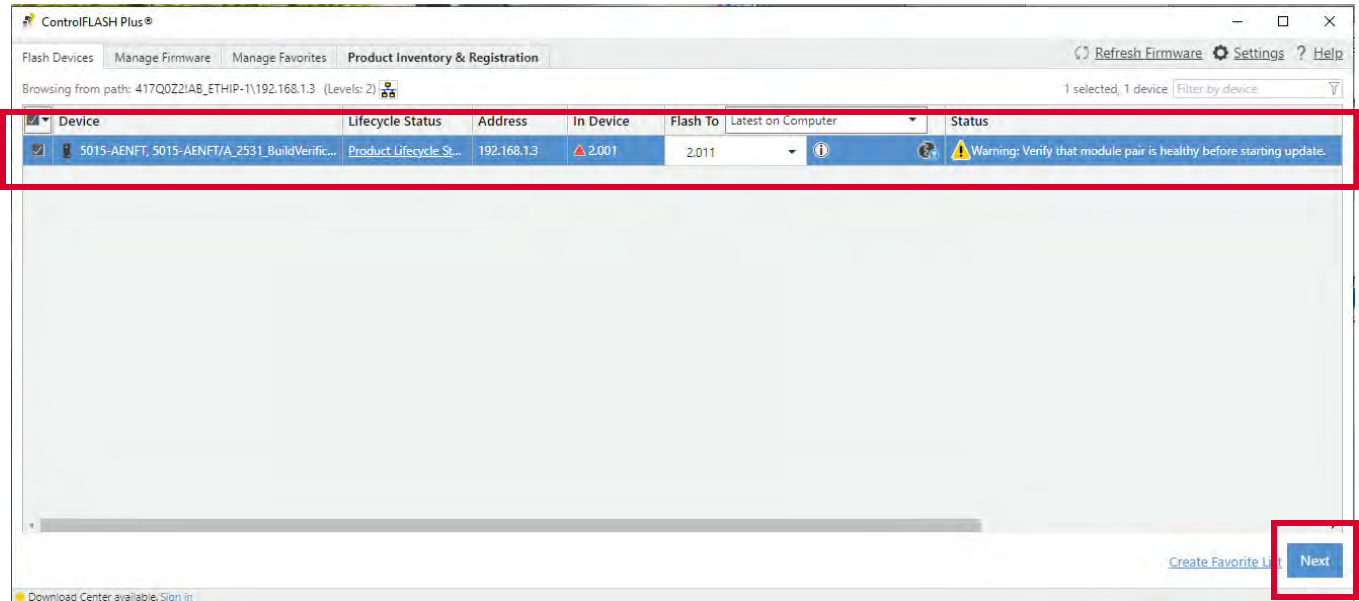 ControlFLASH Plus®
Flash Devices Manage Firmware Manage Favorites Product Inventory & Registration Refresh Firmware Settings ? Help
Browsing from path: 417Q0Z2!AB_ETHIP-1\192.168.1.3 (Levels: 2) 1 selected, 1 device Filter by device
Device Lifecycle Status Address In Device Flash To Latest on Computer Status
5015-AENFT, 5015-AENFT/A_2531_BuildVerific... Product Lifecycle St... 192.168.1.3 2.001 2.011 Warning: Verify that module pair is healthy before starting update.
Create Favorite List Next
Download Center available. Sign in